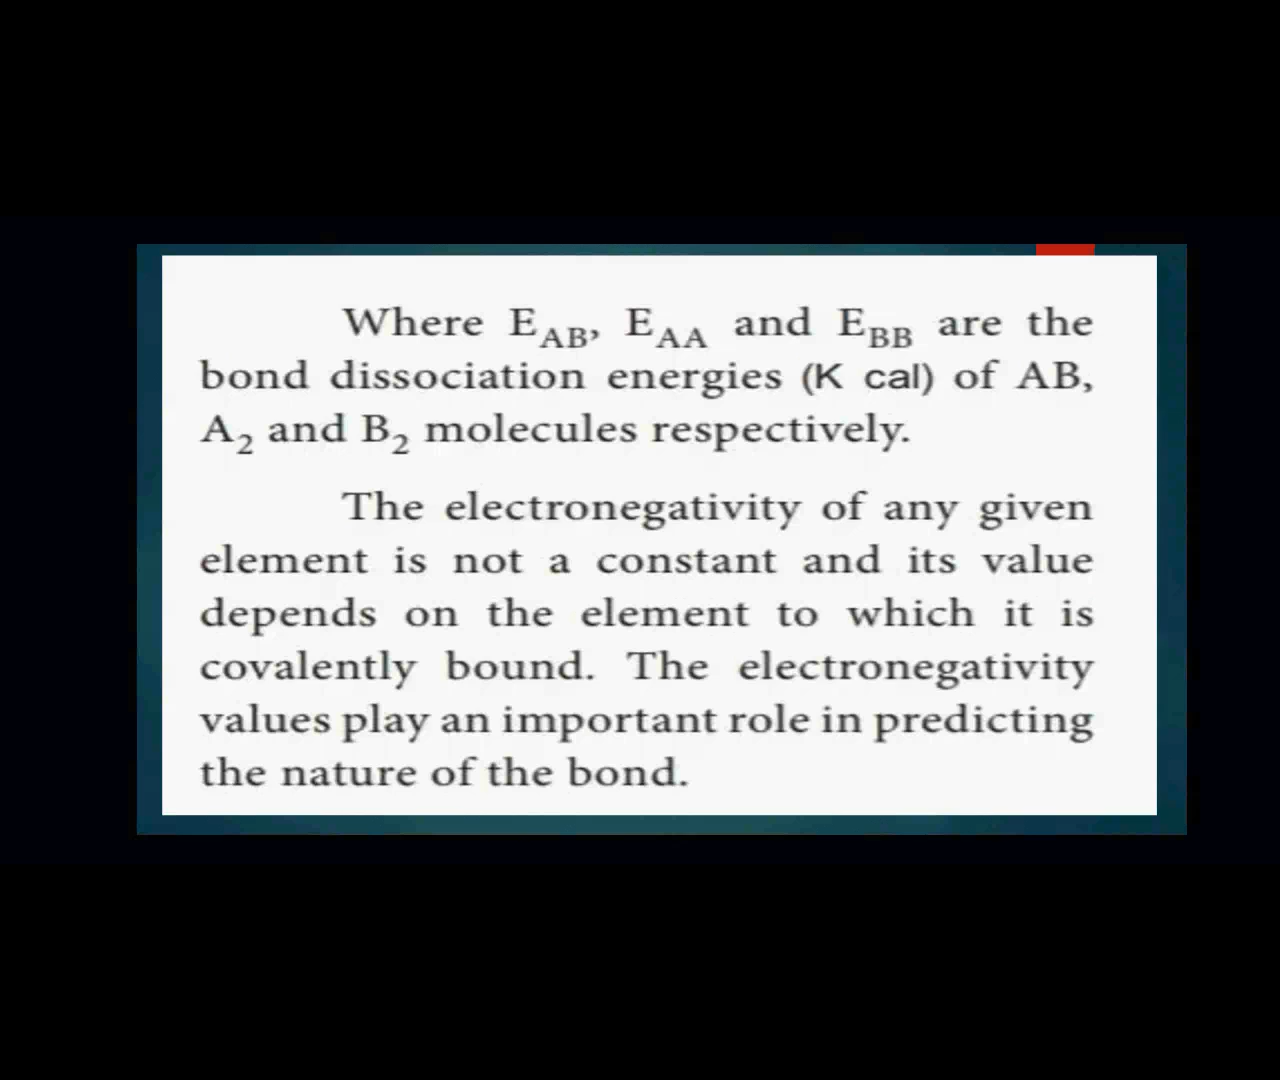 Where E_AB, E_AA and E_BB are the
bond dissociation energies (K cal) of AB,
A₂ and B₂ molecules respectively.
The electronegativity of any given
element is not a constant and its value
depends on the element to which it is
covalently bound. The electronegativity
values play an important role in predicting
the nature of the bond.